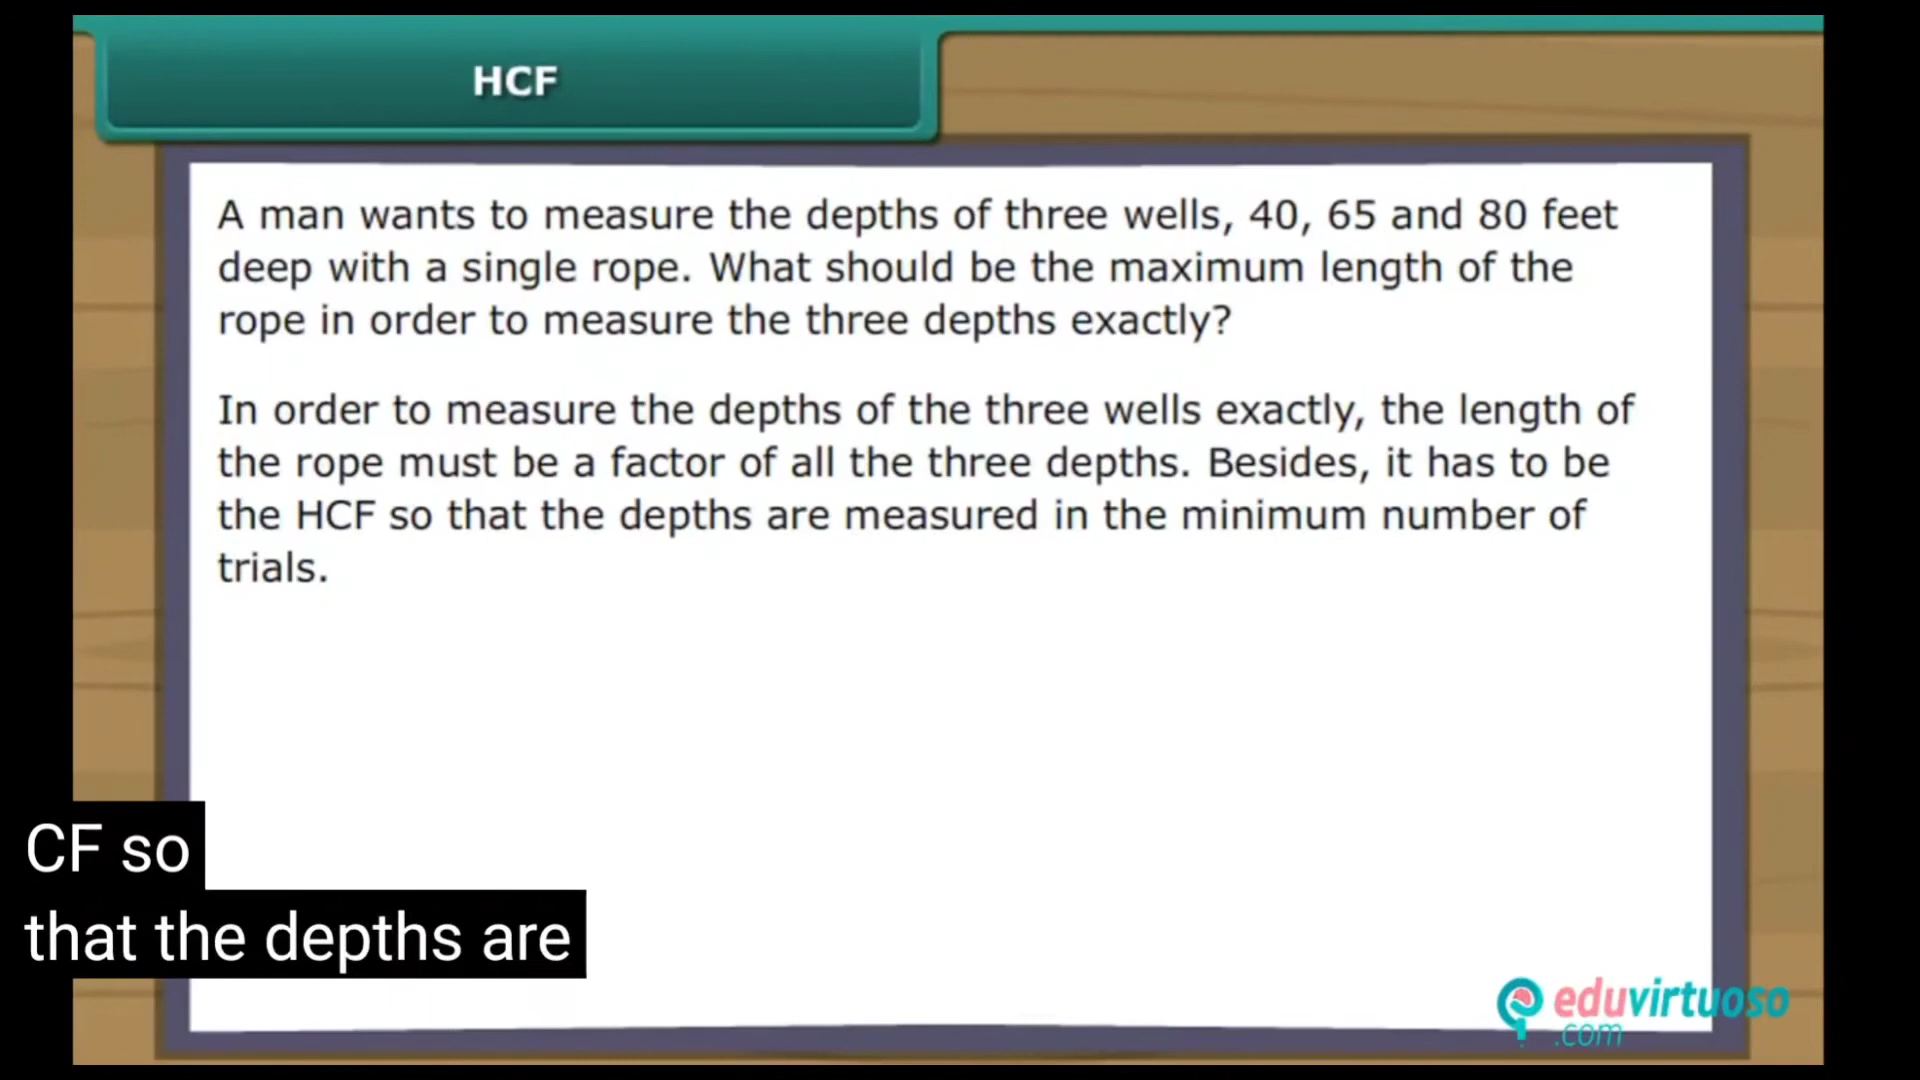 HCF
A man wants to measure the depths of three wells, 40, 65 and 80 feet
deep with a single rope. What should be the maximum length of the
rope in order to measure the three depths exactly?
In order to measure the depths of the three wells exactly, the length of
the rope must be a factor of all the three depths. Besides, it has to be
the HCF so that the depths are measured in the minimum number of
trials.
CF so
that the depths are
eduvirtuoso
.com